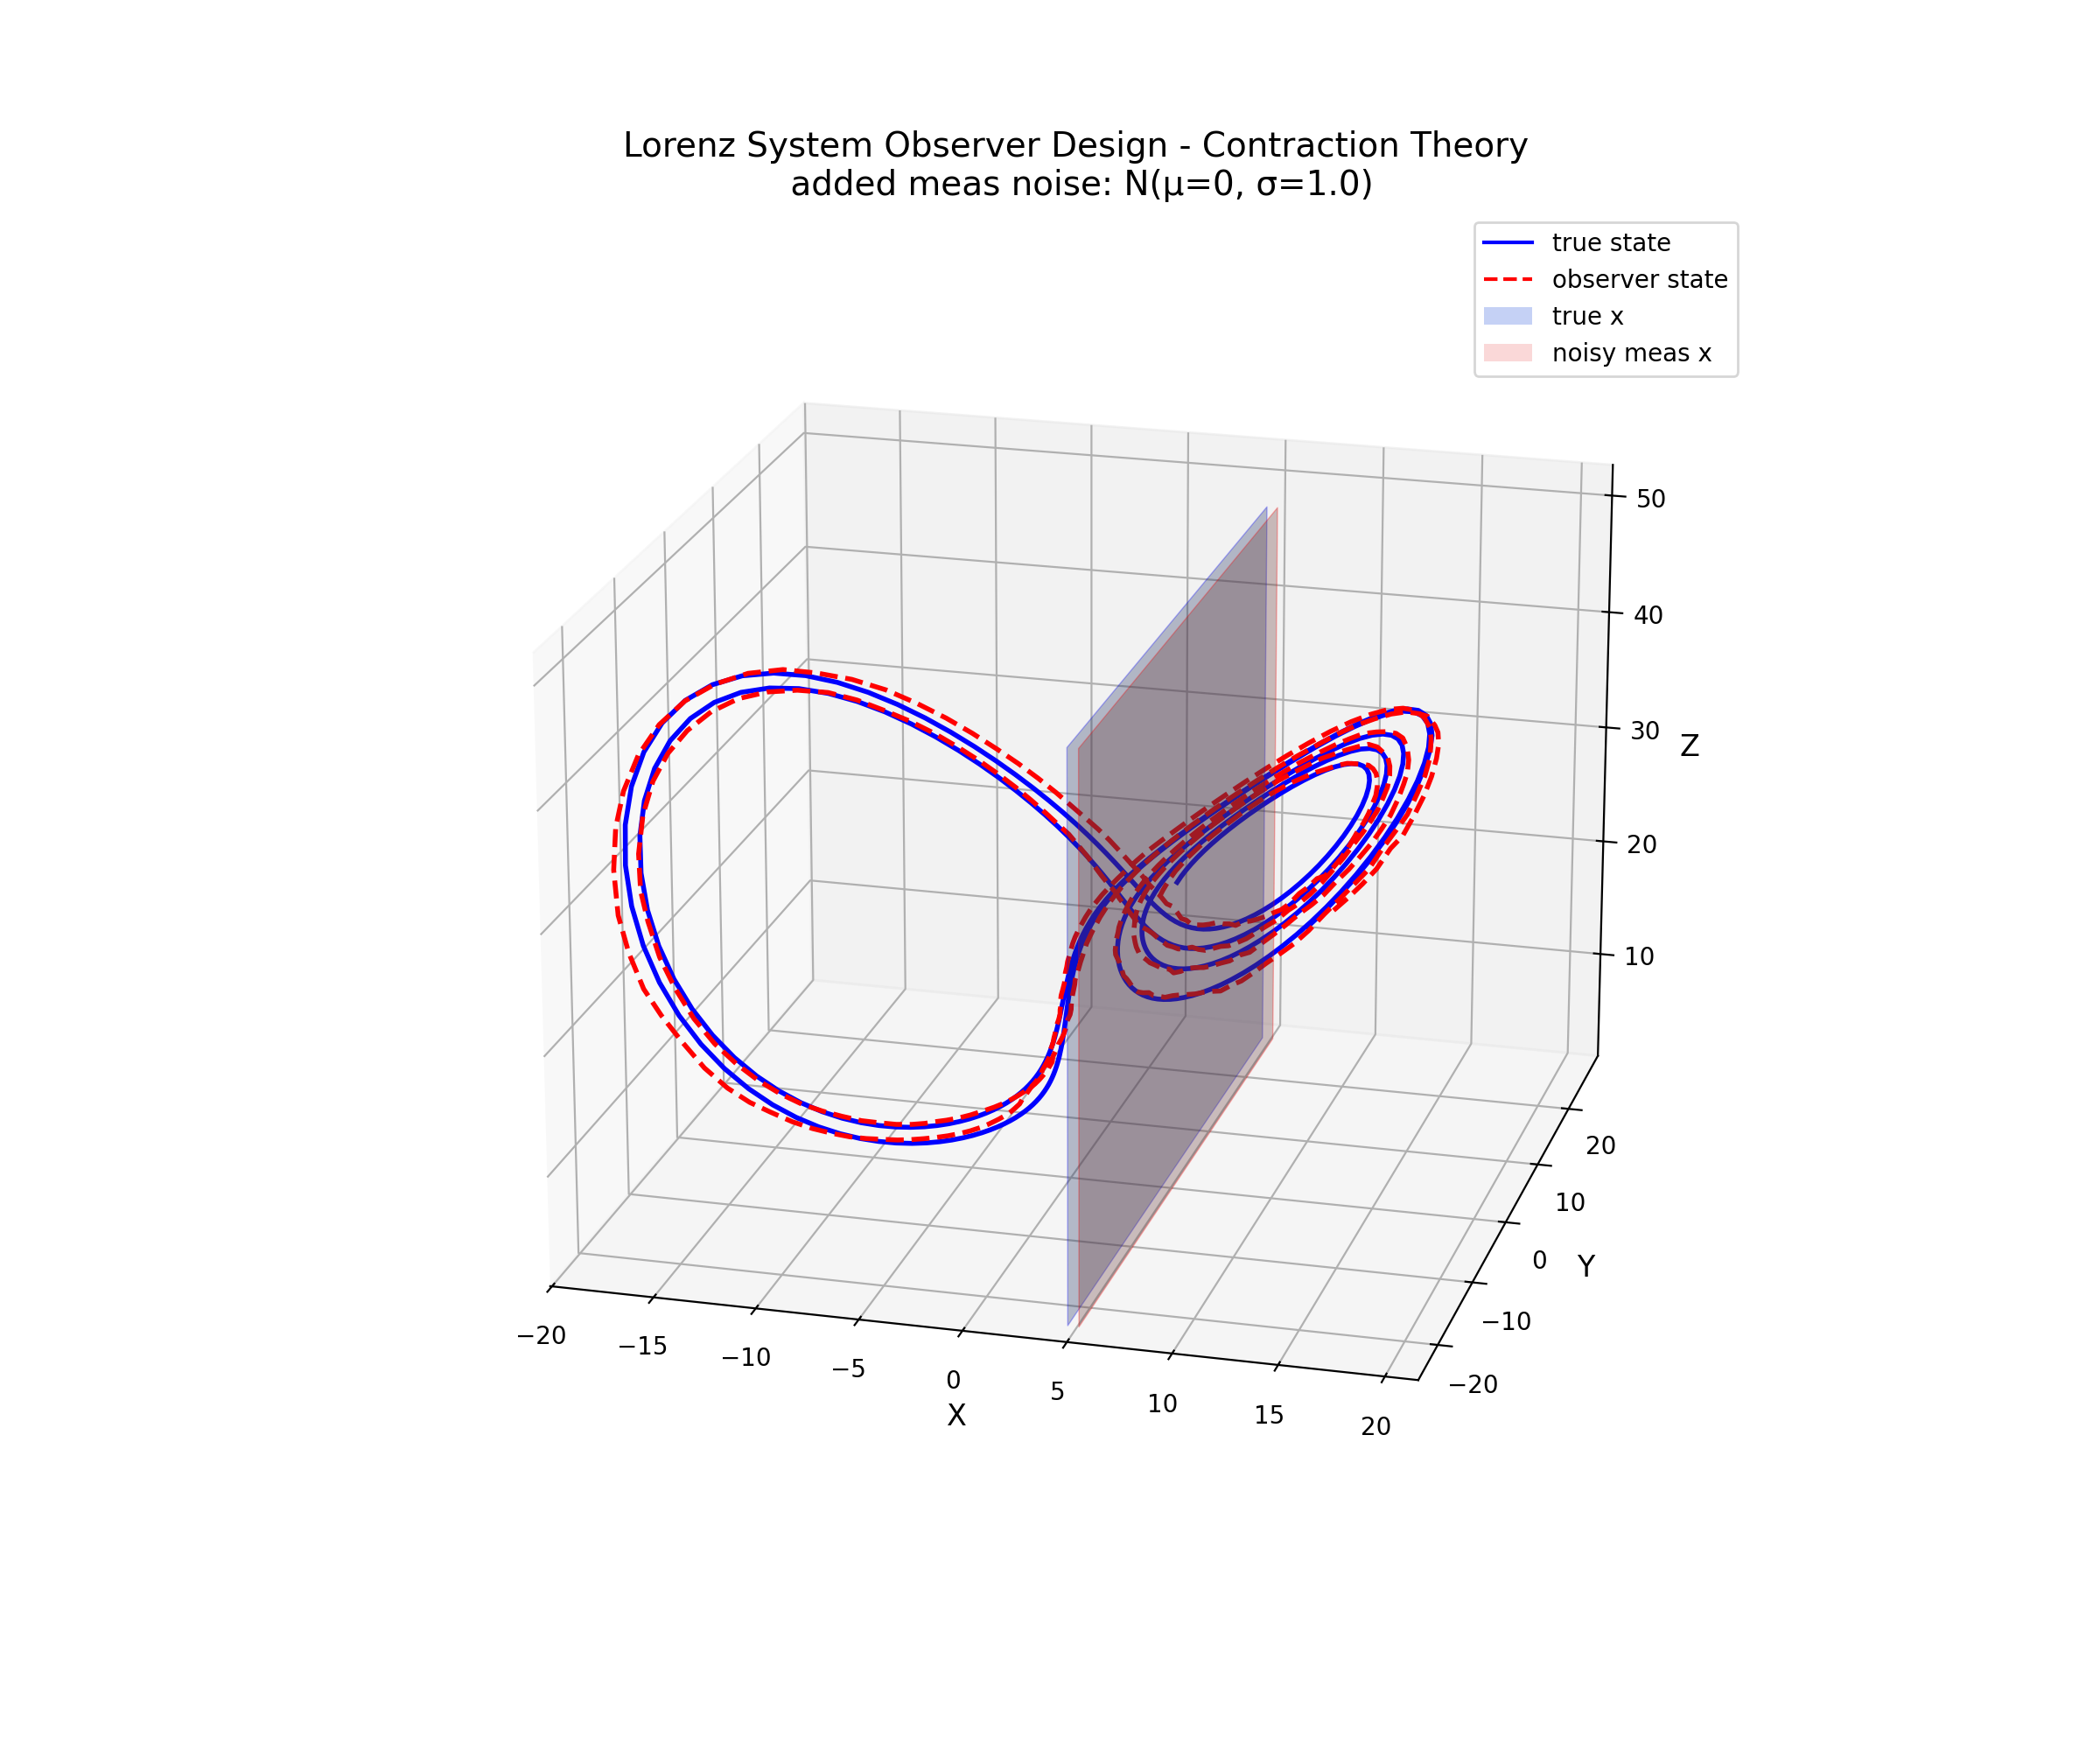 Lorenz System Observer Design - Contraction Theory
added meas noise: N(μ=0, σ=1.0)
true state
observer state
true x
noisy meas x
50
40
30
Z
20
10
20
10
0
Y
−10
−20
−20
−15
−10
−5
0
5
10
15
20
X